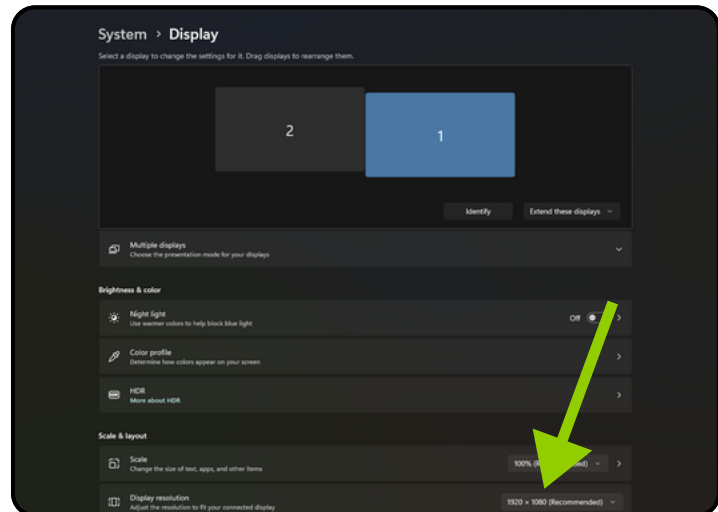 System > Display
Select a display to change the settings for it. Drag displays to rearrange them.
2
1
Identify
Extend these displays
Multiple displays
Choose the presentation mode for your displays
Brightness & color
Night light
Use warmer colors to help block blue light
Off
Color profile
Determine how colors appear on your screen
HDR
HDR
More about HDR
Scale & layout
Scale
Change the size of text, apps, and other items
100%
Display resolution
Adjust the resolution to fit your connected display
1920 × 1080 (Recommended)